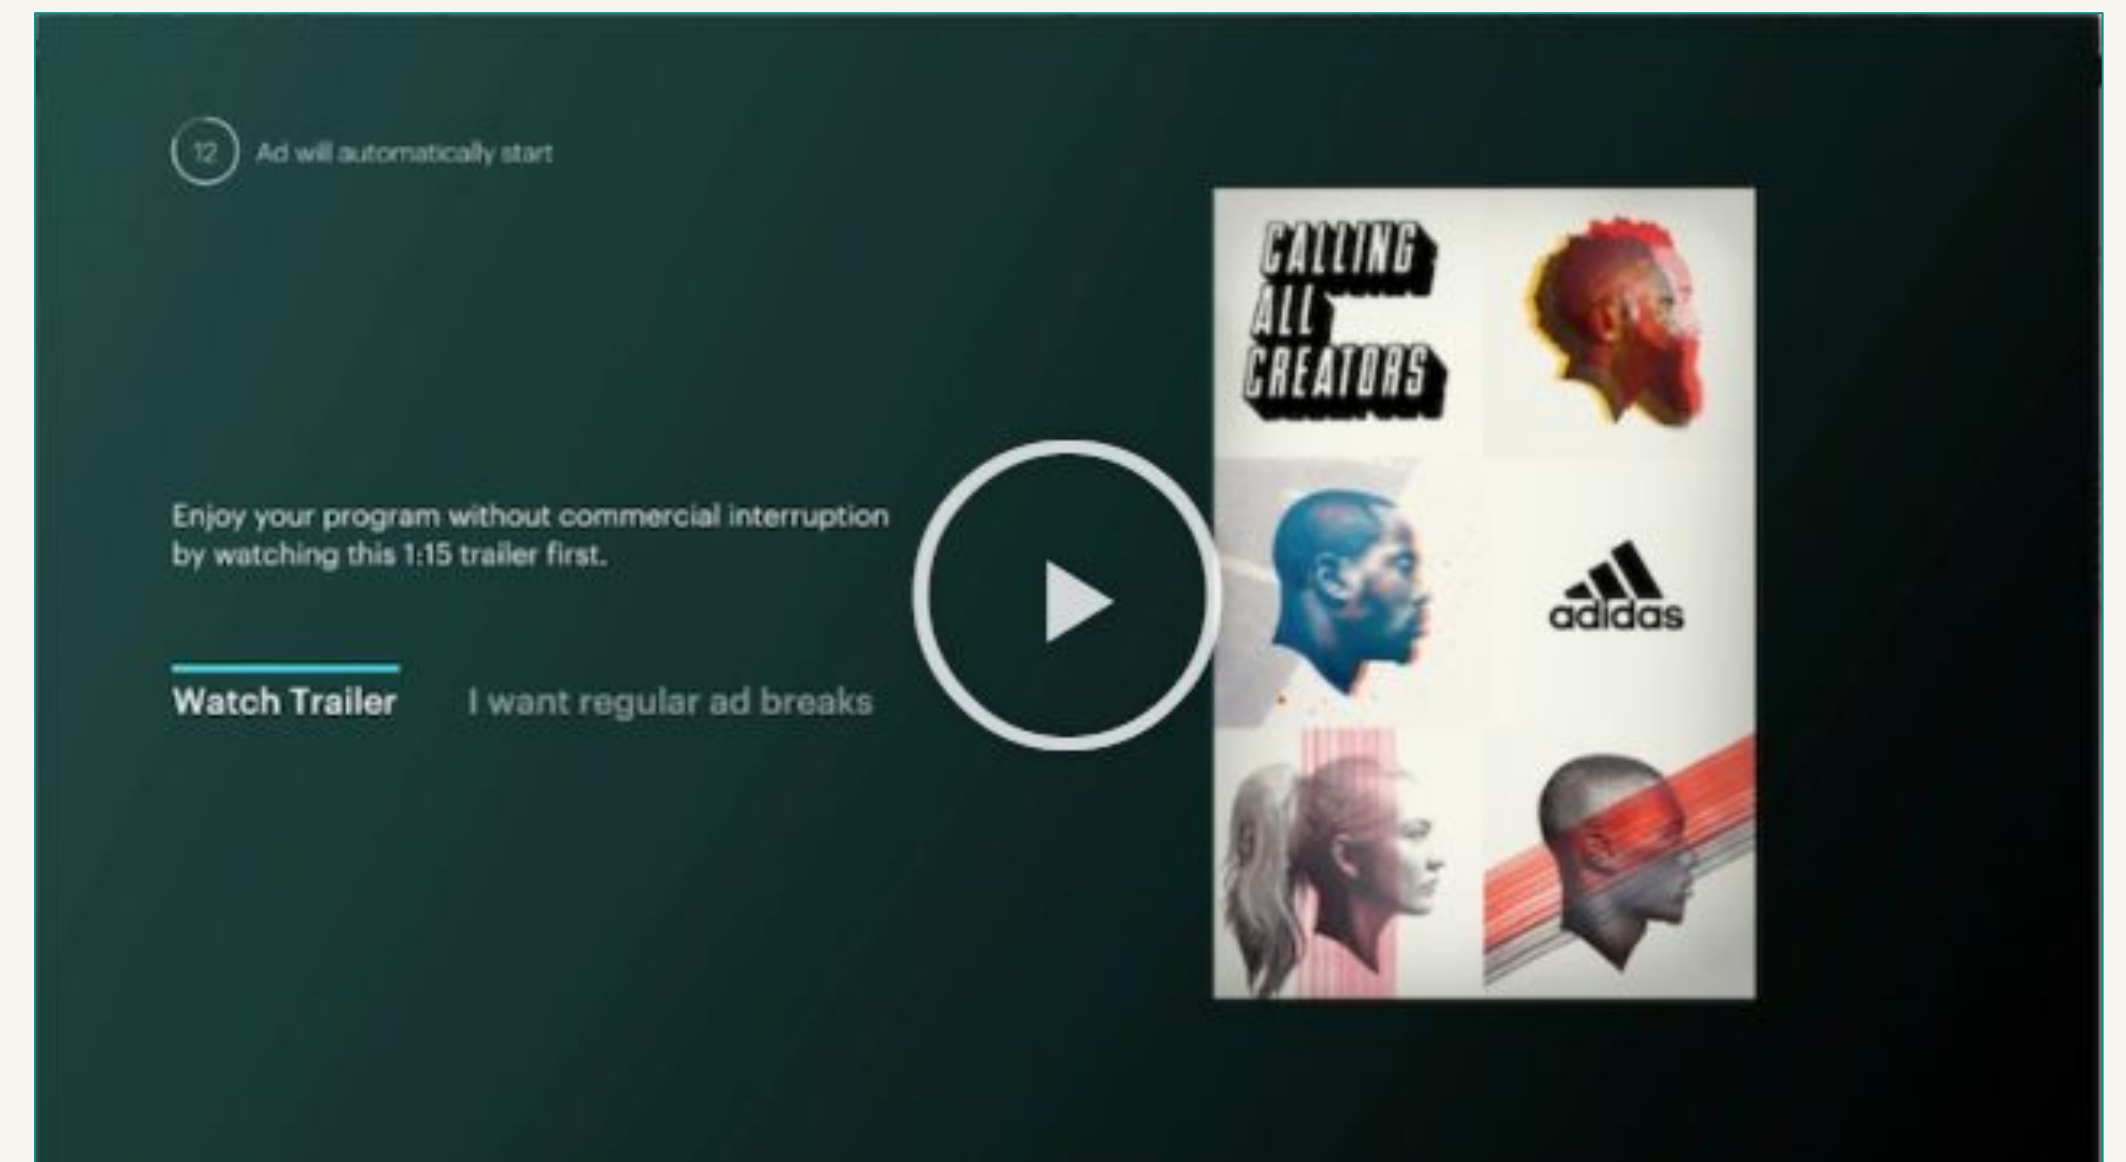 12 Ad will automatically start
CALLING
ALL
CREATORS
Enjoy your program without commercial interruption
by watching this 1:15 trailer first.
adidas
Watch Trailer I want regular ad breaks